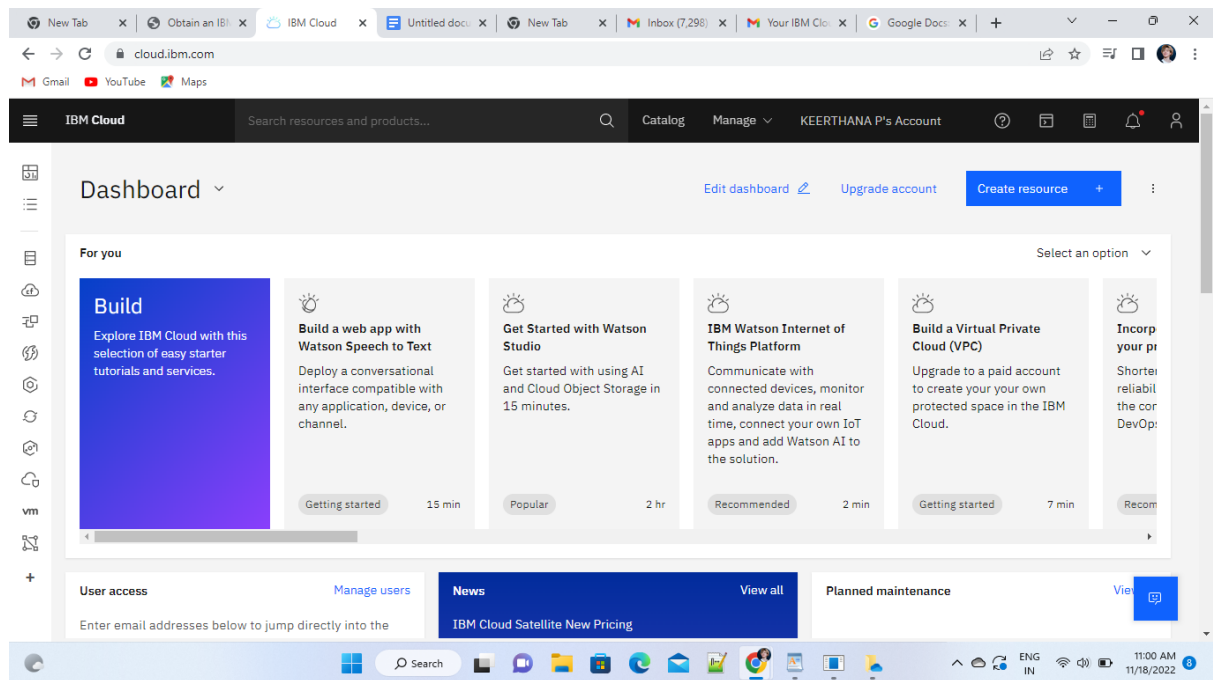 New Tab
Obtain an IBM
IBM Cloud
Untitled docu
New Tab
Inbox (7,298)
Your IBM Clou
Google Docs:
cloud.ibm.com
Gmail
YouTube
Maps
IBM Cloud
Search resources and products...
Catalog
Manage
KEERTHANA P's Account
Dashboard
Edit dashboard
Upgrade account
Create resource +
For you
Select an option
Build
Explore IBM Cloud with this
selection of easy starter
tutorials and services.
Build a web app with
Watson Speech to Text
Deploy a conversational
interface compatible with
any application, device, or
channel.
Getting started
15 min
Get Started with Watson
Studio
Get started with using AI
and Cloud Object Storage in
15 minutes.
Popular
2 hr
IBM Watson Internet of
Things Platform
Communicate with
connected devices, monitor
and analyze data in real
time, connect your own IoT
apps and add Watson AI to
the solution.
Recommended
2 min
Build a Virtual Private
Cloud (VPC)
Upgrade to a paid account
to create your your own
protected space in the IBM
Cloud.
Getting started
7 min
Incorp
your pr
Shorter
reliabil
the cor
DevOps
Recom
vm
User access
Manage users
Enter email addresses below to jump directly into the
News
View all
IBM Cloud Satellite New Pricing
Planned maintenance
View
Search
ENG
IN
11:00 AM
11/18/2022
8